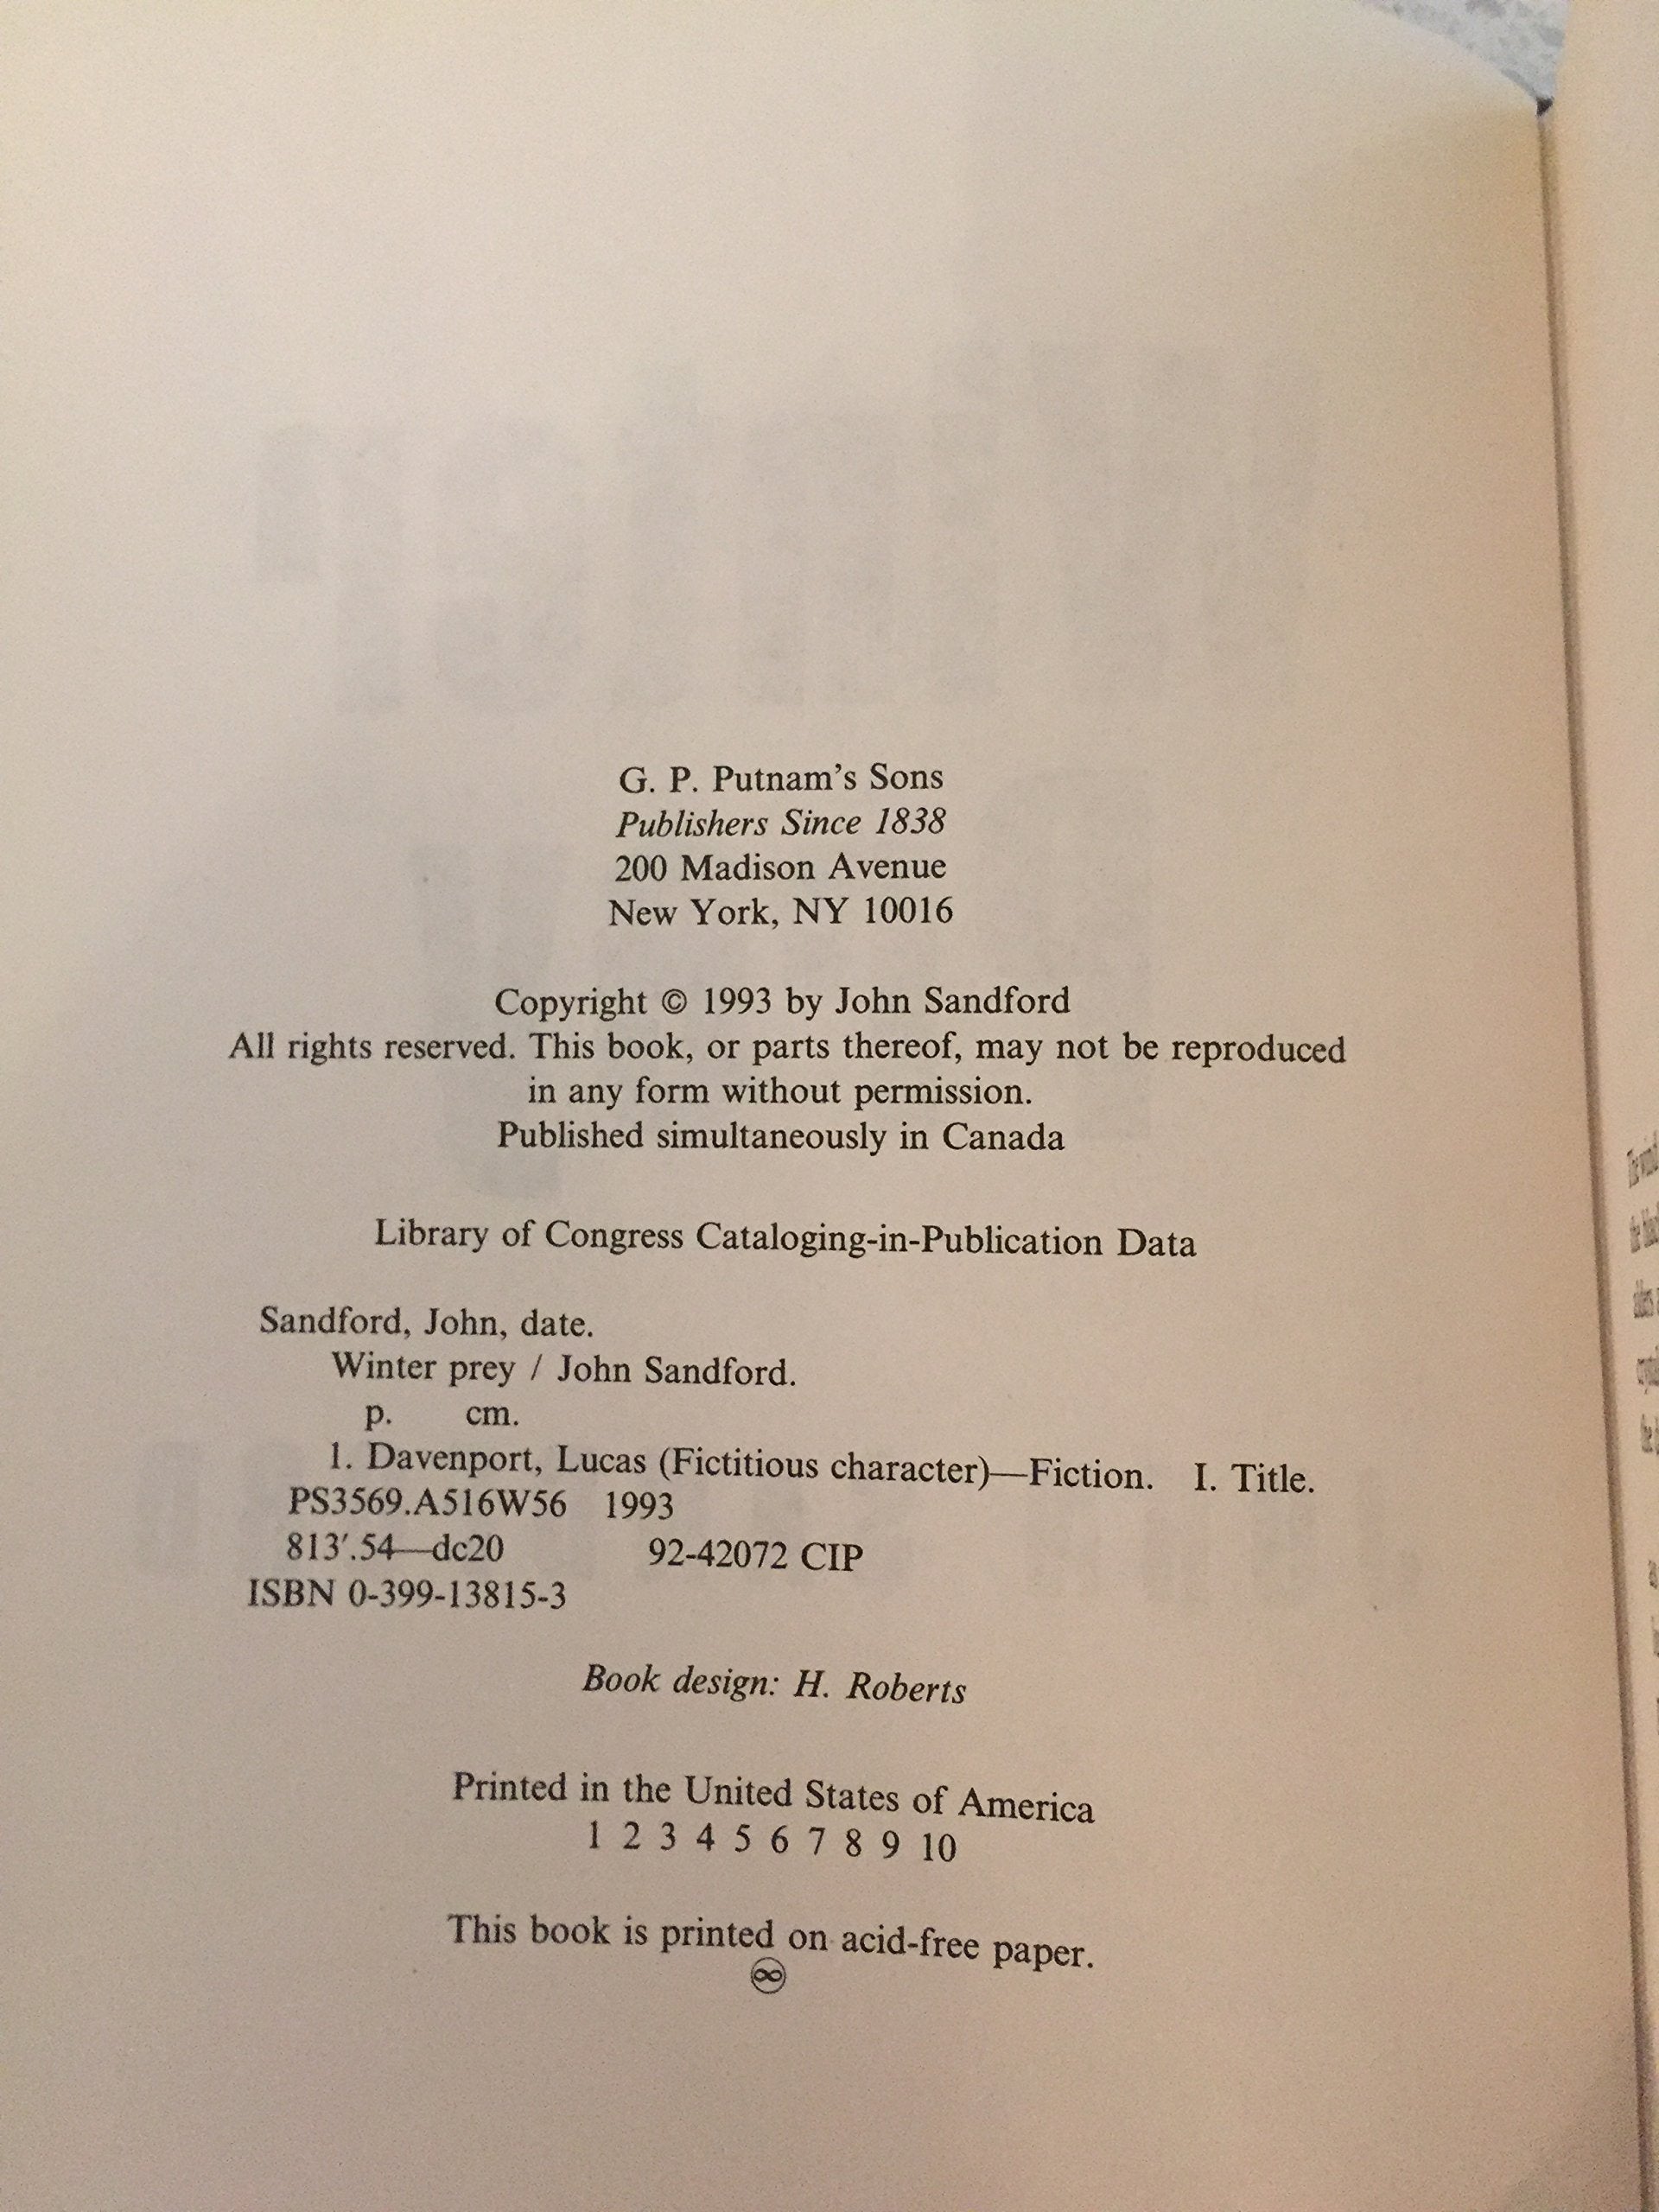 G. P. Putnam's Sons
Publishers Since 1838
200 Madison Avenue
New York, NY 10016
Copyright © 1993 by John Sandford
All rights reserved. This book, or parts thereof, may not be reproduced
in any form without permission.
Published simultaneously in Canada
Library of Congress Cataloging-in-Publication Data
Sandford, John, date.
Winter prey / John Sandford.
p. cm.
1. Davenport, Lucas (Fictitious character)—Fiction. I. Title.
PS3569.A516W56 1993
813′.54—dc20 92-42072 CIP
ISBN 0-399-13815-3
Book design: H. Roberts
Printed in the United States of America
1 2 3 4 5 6 7 8 9 10
This book is printed on acid-free paper.
♾